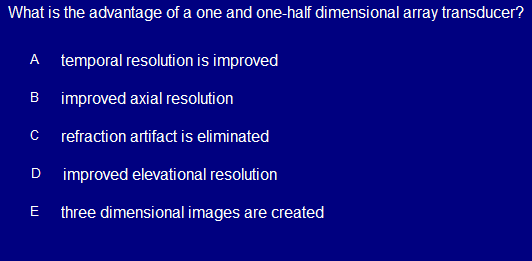 What is the advantage of a one and one-half dimensional array transducer?
A temporal resolution is improved
B improved axial resolution
C refraction artifact is eliminated
D improved elevational resolution
E three dimensional images are created